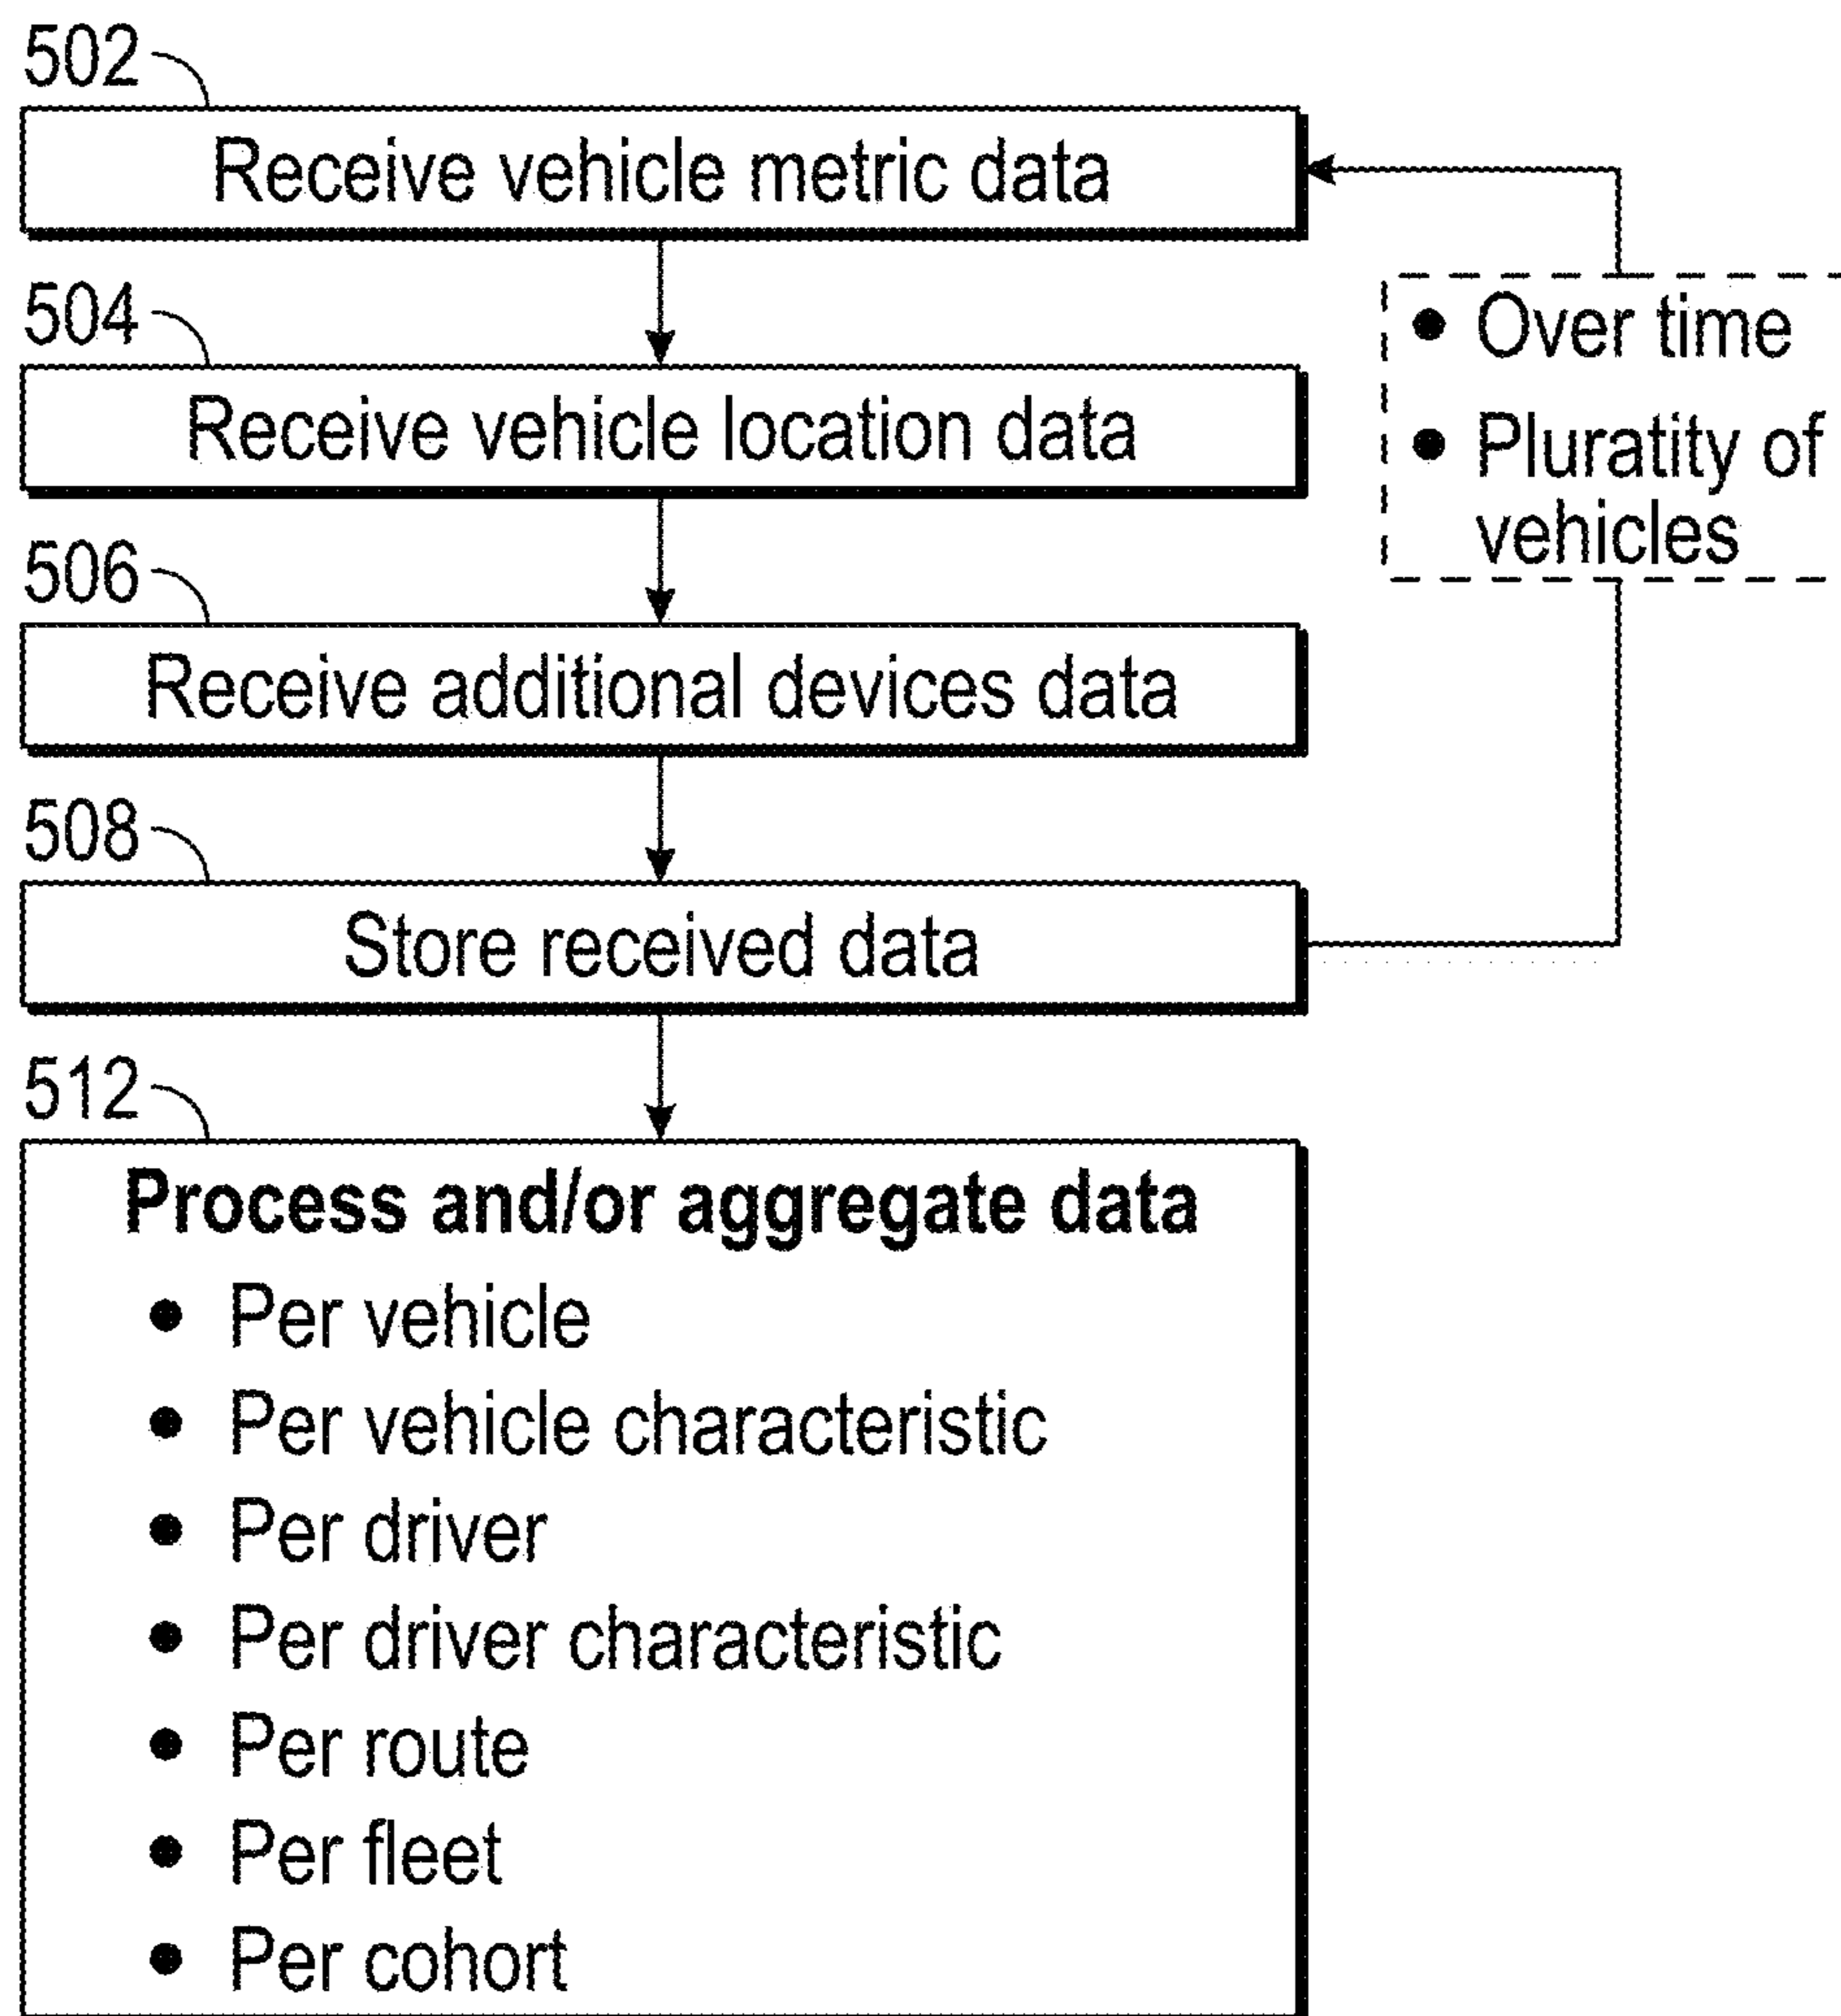 502
Receive vehicle metric data
504
Receive vehicle location data
506
Receive additional devices data
508
Store received data
• Over time
• Pluratity of
vehicles
512
Process and/or aggregate data
• Per vehicle
• Per vehicle characteristic
• Per driver
• Per driver characteristic
• Per route
• Per fleet
• Per cohort